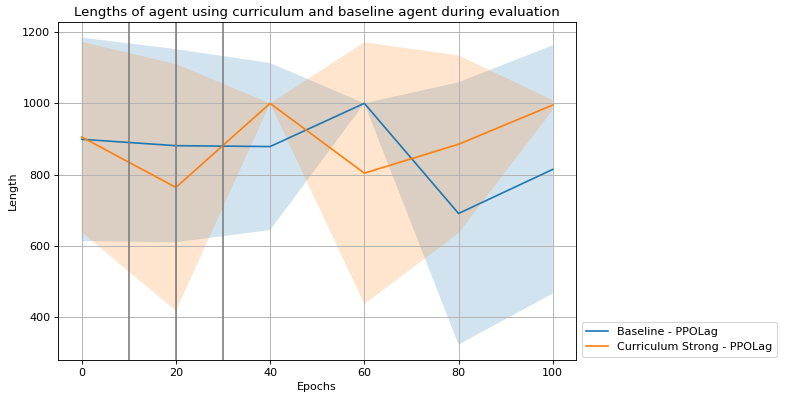 Lengths of agent using curriculum and baseline agent during evaluation
1200
1000
800
600
400
Length
0 20 40 60 80 100
Epochs
Baseline - PPOLag
Curriculum Strong - PPOLag